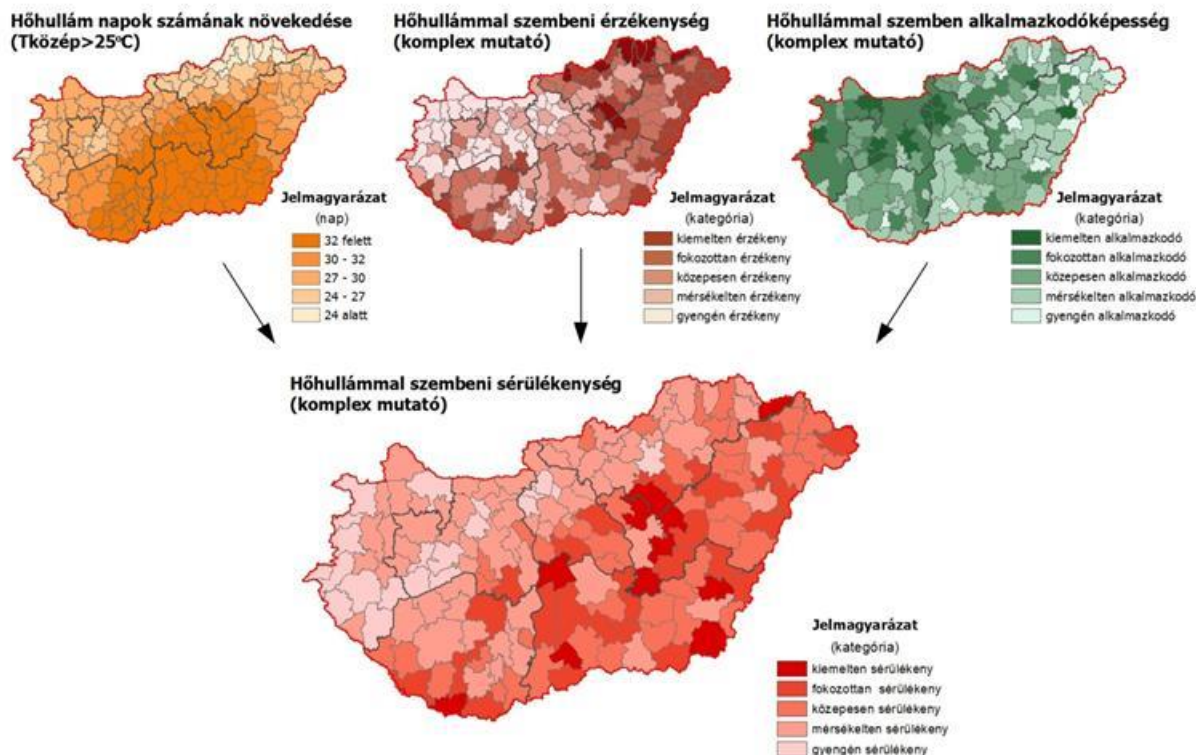 Hőhullám napok számának növekedése
(Tközép>25°C)
Jelmagyarázat
(nap)
32 felett
30 - 32
27 - 30
24 - 27
24 alatt
Hőhullámmal szembeni érzékenység
(komplex mutató)
Jelmagyarázat
(kategória)
kiemelten érzékeny
fokozottan érzékeny
közepesen érzékeny
mérsékelten érzékeny
gyengén érzékeny
Hőhullámmal szemben alkalmazkodóképesség
(komplex mutató)
Jelmagyarázat
(kategória)
kiemelten alkalmazkodó
fokozottan alkalmazkodó
közepesen alkalmazkodó
mérsékelten alkalmazkodó
gyengén alkalmazkodó
Hőhullámmal szembeni sérülékenység
(komplex mutató)
Jelmagyarázat
(kategória)
kiemelten sérülékeny
fokozottan sérülékeny
közepesen sérülékeny
mérsékelten sérülékeny
gyengén sérülékeny